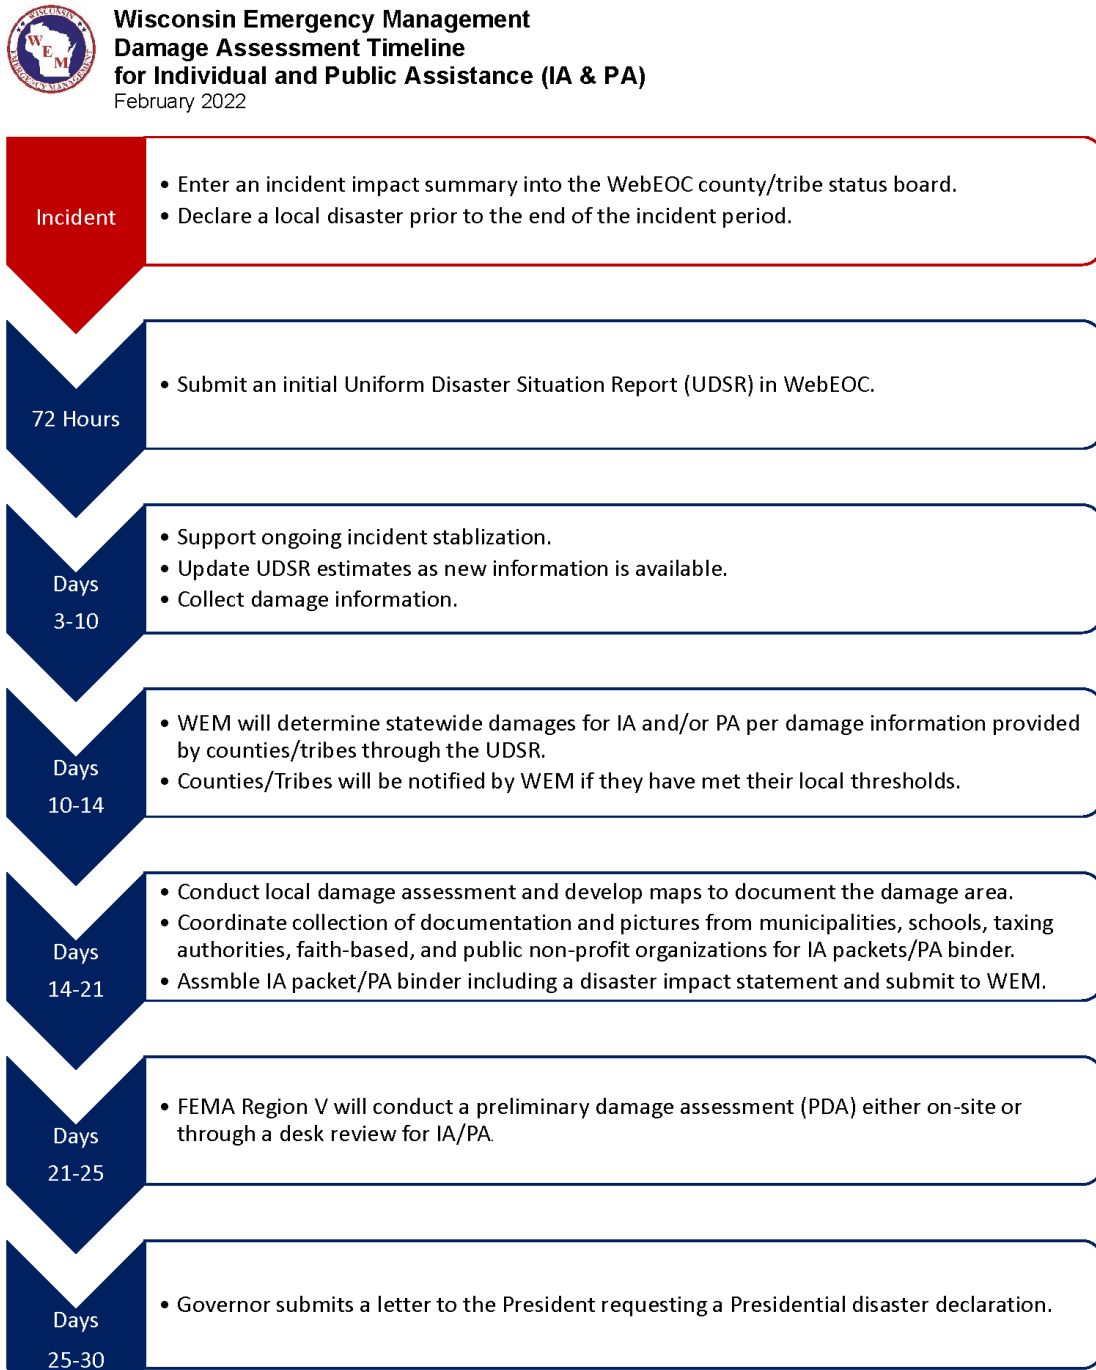 WISCONSIN
W
E
M
EMERGENCY MANAGEMENT
Wisconsin Emergency Management
Damage Assessment Timeline
for Individual and Public Assistance (IA & PA)
February 2022
Incident
• Enter an incident impact summary into the WebEOC county/tribe status board.
• Declare a local disaster prior to the end of the incident period.
72 Hours
• Submit an initial Uniform Disaster Situation Report (UDSR) in WebEOC.
Days
3-10
• Support ongoing incident stablization.
• Update UDSR estimates as new information is available.
• Collect damage information.
Days
10-14
• WEM will determine statewide damages for IA and/or PA per damage information provided
by counties/tribes through the UDSR.
• Counties/Tribes will be notified by WEM if they have met their local thresholds.
Days
14-21
• Conduct local damage assessment and develop maps to document the damage area.
• Coordinate collection of documentation and pictures from municipalities, schools, taxing
authorities, faith-based, and public non-profit organizations for IA packets/PA binder.
• Assmble IA packet/PA binder including a disaster impact statement and submit to WEM.
Days
21-25
• FEMA Region V will conduct a preliminary damage assessment (PDA) either on-site or
through a desk review for IA/PA.
Days
25-30
• Governor submits a letter to the President requesting a Presidential disaster declaration.